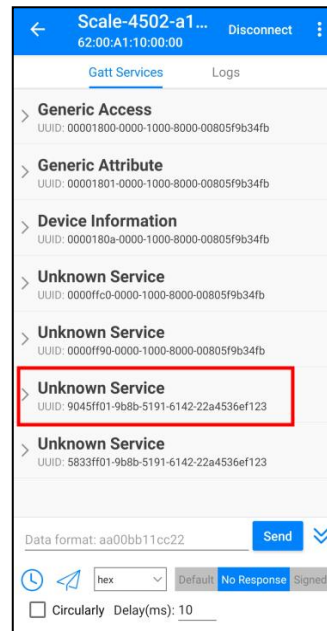 Scale-4502-a1...
62:00:A1:10:00:00
Disconnect
Gatt Services
Logs
Generic Access
UUID: 00001800-0000-1000-8000-00805f9b34fb
Generic Attribute
UUID: 00001801-0000-1000-8000-00805f9b34fb
Device Information
UUID: 0000180a-0000-1000-8000-00805f9b34fb
Unknown Service
UUID: 0000ffc0-0000-1000-8000-00805f9b34fb
Unknown Service
UUID: 0000ff90-0000-1000-8000-00805f9b34fb
Unknown Service
UUID: 9045ff01-9b8b-5191-6142-22a4536ef123
Unknown Service
UUID: 5833ff01-9b8b-5191-6142-22a4536ef123
Data format: aa00bb11cc22
Send
hex
Default
No Response
Signed
Circularly Delay(ms): 10